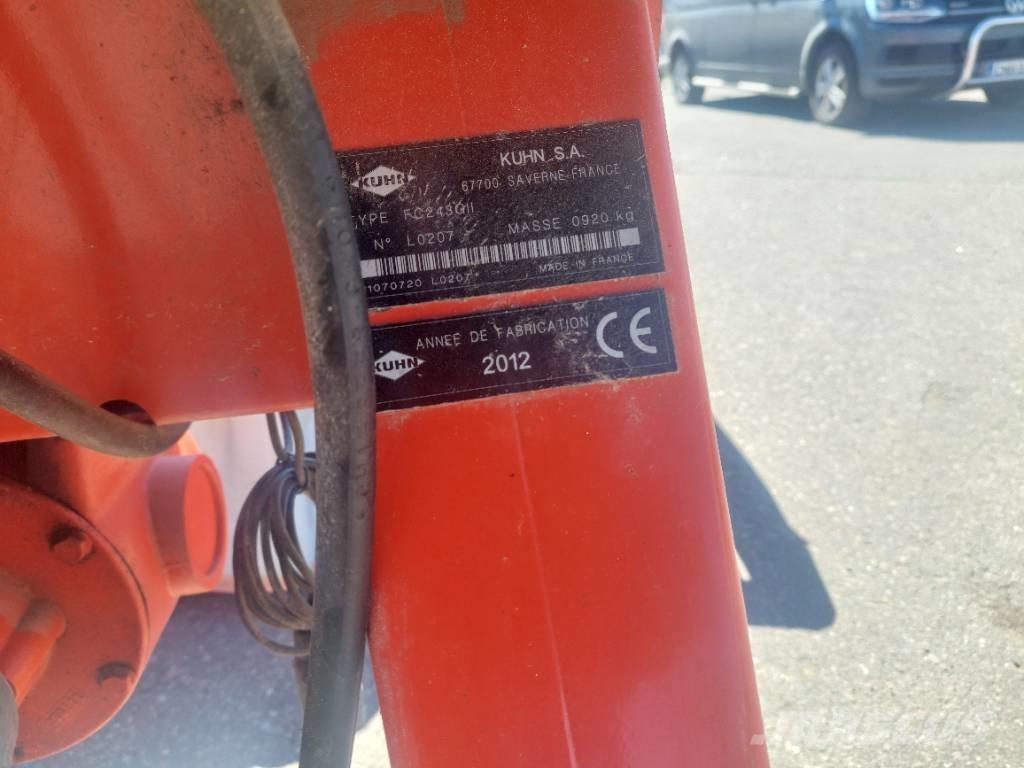 KUHN
KUHN S.A.
67700 SAVERNE-FRANCE
TYPE FC243GII
N° L0207 MASSE 0920 kg
1070720 L0207 MADE IN FRANCE
KUHN
ANNEE DE FABRICATION
2012
CE